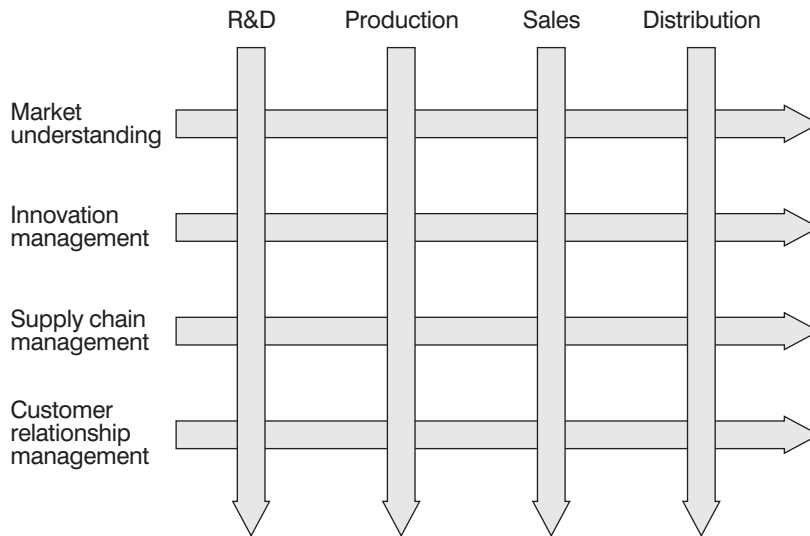 R&D Production Sales Distribution
Market
understanding
Innovation
management
Supply chain
management
Customer
relationship
management